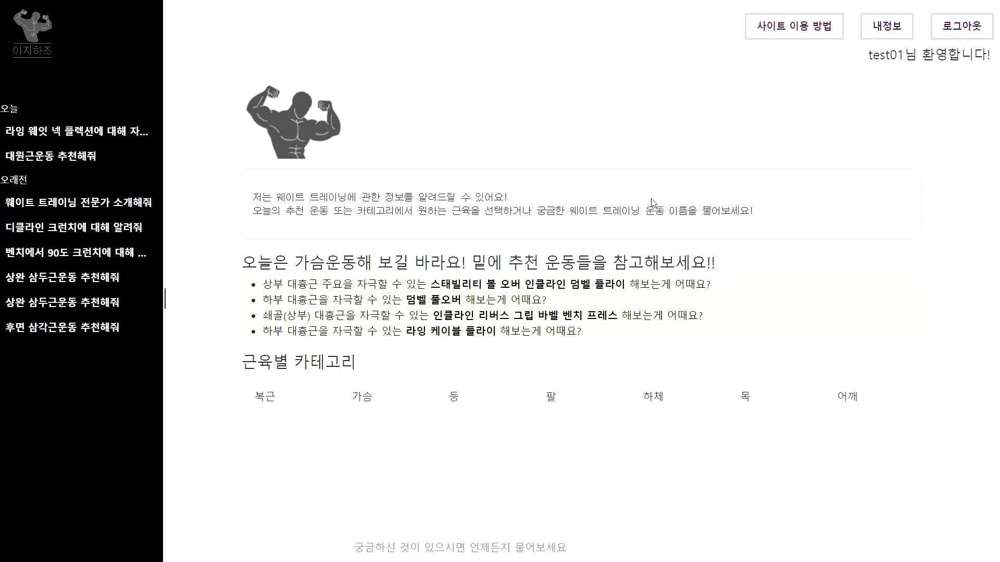 이지하조
오늘
라잉 웨잇 넥 플렉션에 대해 자...
대원근운동 추천해줘
오래전
웨이트 트레이닝 전문가 소개해줘
디클라인 크런치에 대해 알려줘
벤치에서 90도 크런치에 대해 ...
상완 삼두근운동 추천해줘
상완 삼두근운동 추천해줘
후면 삼각근운동 추천해줘
사이트 이용 방법
내정보
로그아웃
test01님 환영합니다!
저는 웨이트 트레이닝에 관한 정보를 알려드릴 수 있어요!
오늘의 추천 운동 또는 카테고리에서 원하는 근육을 선택하거나 궁금한 웨이트 트레이닝 운동 이름을 물어보세요!
오늘은 가슴운동해 보길 바라요! 밑에 추천 운동들을 참고해보세요!!
• 상부 대흉근 주요을 자극할 수 있는 스태빌리티 볼 오버 인클라인 덤벨 플라이 해보는게 어때요?
• 하부 대흉근을 자극할 수 있는 덤벨 풀오버 해보는게 어때요?
• 쇄골(상부) 대흉근을 자극할 수 있는 인클라인 리버스 그립 바벨 벤치 프레스 해보는게 어때요?
• 하부 대흉근을 자극할 수 있는 라잉 케이블 플라이 해보는게 어때요?
근육별 카테고리
복근 가슴 등 팔 하체 목 어깨
궁금하신 것이 있으시면 언제든지 물어보세요